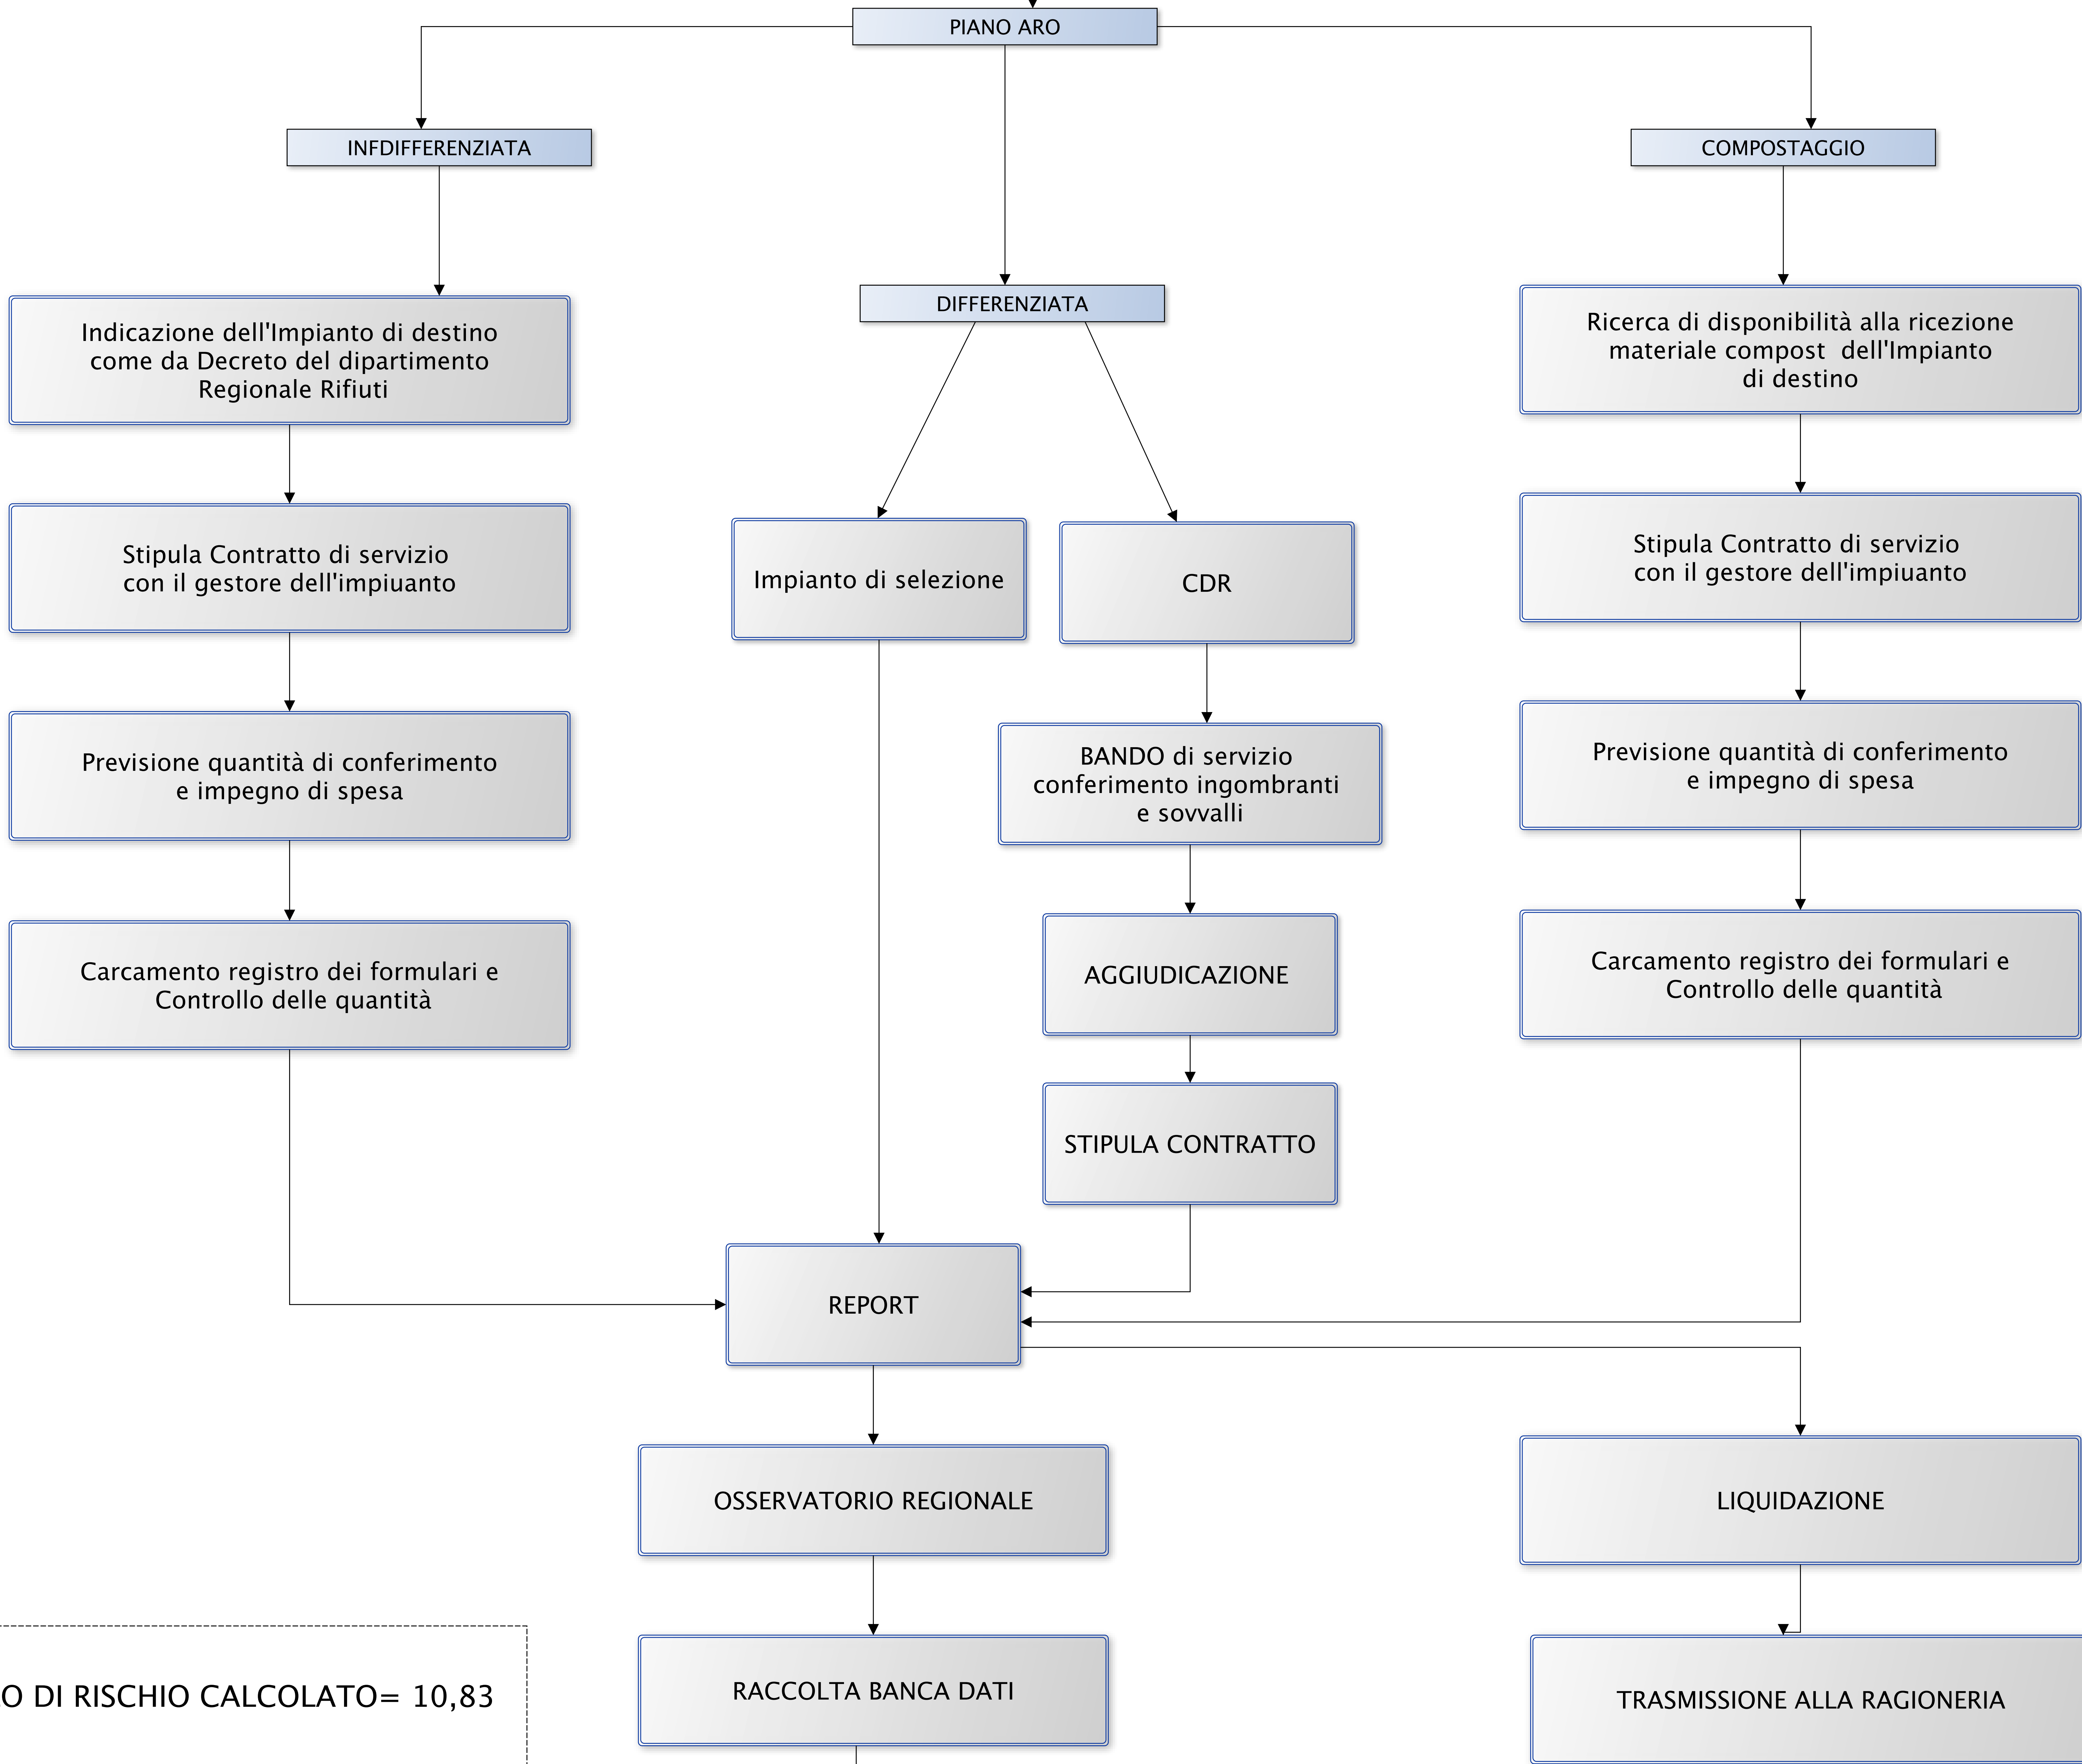 PIANO ARO
INFDIFFERENZIATA
COMPOSTAGGIO
DIFFERENZIATA
Indicazione dell'Impianto di destino
come da Decreto del dipartimento
Regionale Rifiuti
Ricerca di disponibilità alla ricezione
materiale compost dell'Impianto
di destino
Stipula Contratto di servizio
con il gestore dell'impiuanto
Impianto di selezione
CDR
Stipula Contratto di servizio
con il gestore dell'impiuanto
Previsione quantità di conferimento
e impegno di spesa
BANDO di servizio
conferimento ingombranti
e sovvalli
Previsione quantità di conferimento
e impegno di spesa
Carcamento registro dei formulari e
Controllo delle quantità
AGGIUDICAZIONE
Carcamento registro dei formulari e
Controllo delle quantità
STIPULA CONTRATTO
REPORT
OSSERVATORIO REGIONALE
LIQUIDAZIONE
RACCOLTA BANCA DATI
O DI RISCHIO CALCOLATO= 10,83
TRASMISSIONE ALLA RAGIONERIA